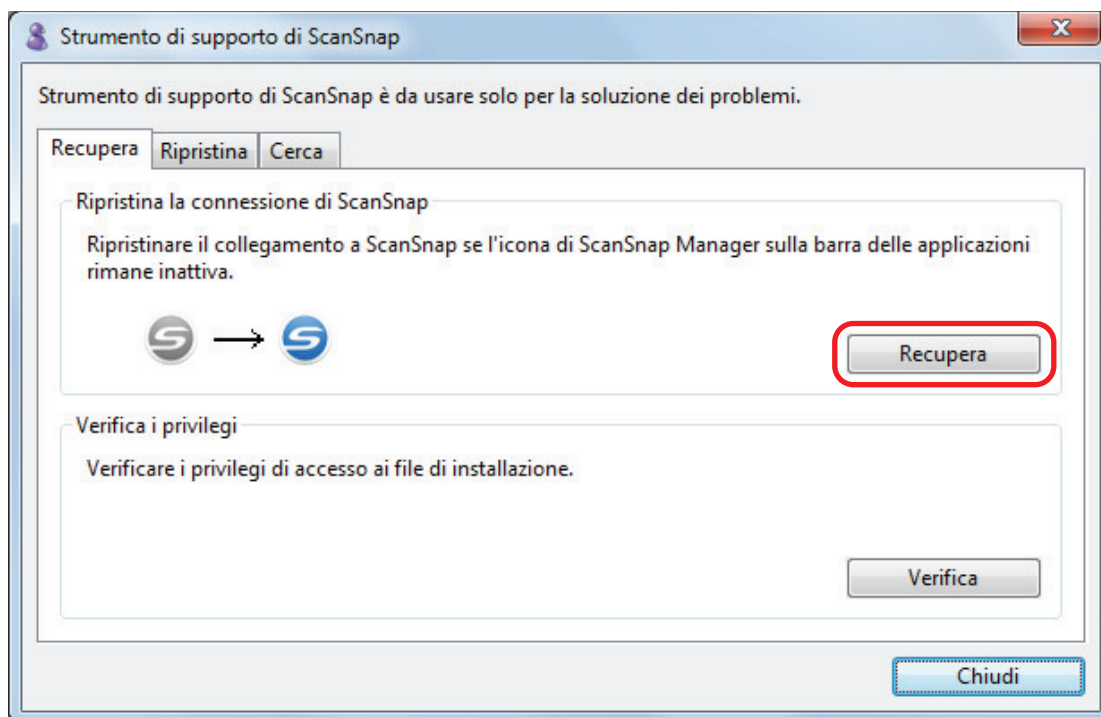 Strumento di supporto di ScanSnap
Strumento di supporto di ScanSnap è da usare solo per la soluzione dei problemi.
Recupera Ripristina Cerca
Ripristina la connessione di ScanSnap
Ripristinare il collegamento a ScanSnap se l'icona di ScanSnap Manager sulla barra delle applicazioni
rimane inattiva.
Recupera
Verifica i privilegi
Verificare i privilegi di accesso ai file di installazione.
Verifica
Chiudi